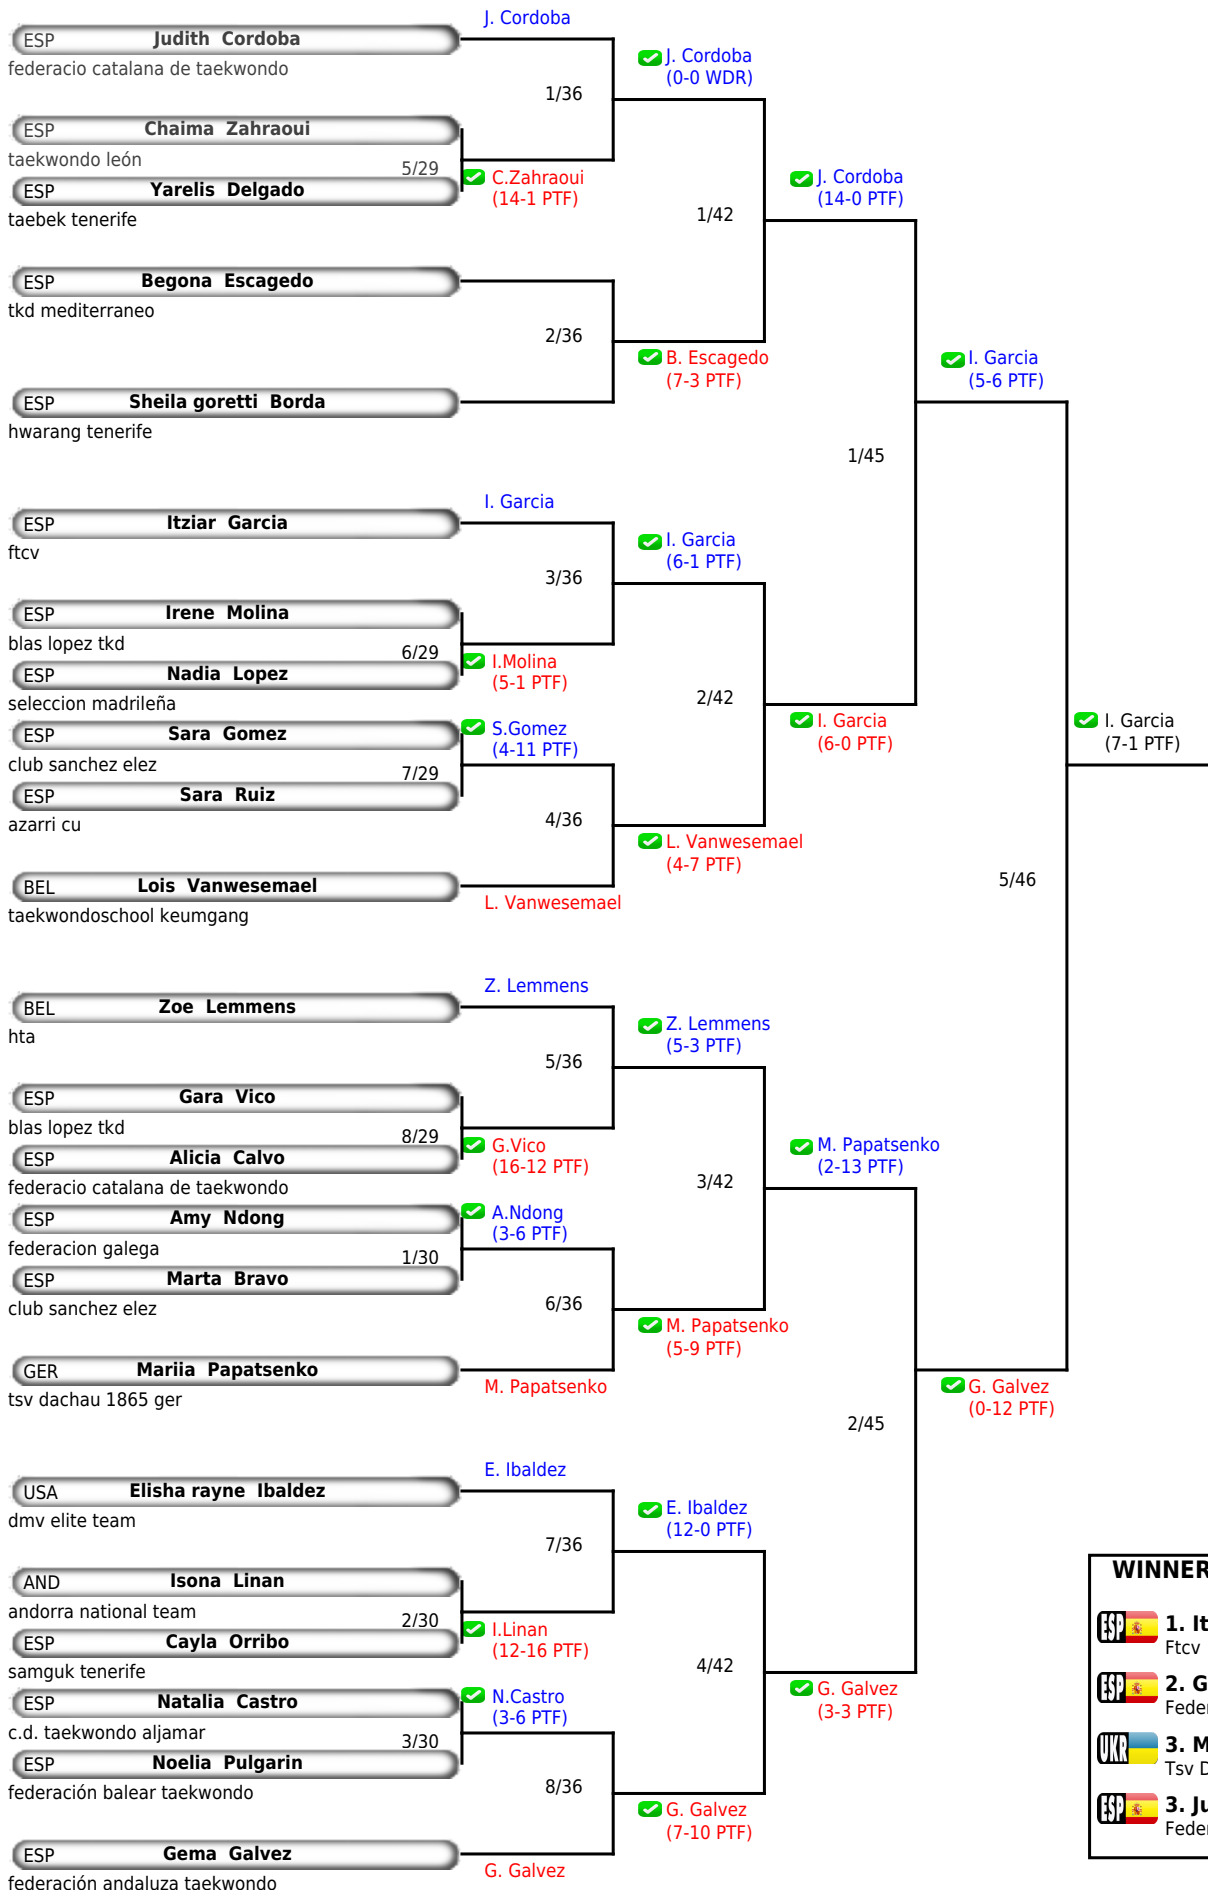 J. Cordoba
ESP Judith Cordoba
federacio catalana de taekwondo
J. Cordoba
(0-0 WDR)
1/36
ESP Chaima Zahraoui
taekwondo león
5/29
C.Zahraoui
(14-1 PTF)
ESP Yarelis Delgado
taebek tenerife
J. Cordoba
(14-0 PTF)
1/42
ESP Begona Escagedo
tkd mediterraneo
2/36
B. Escagedo
(7-3 PTF)
I. Garcia
(5-6 PTF)
ESP Sheila goretti Borda
hwarang tenerife
1/45
I. Garcia
ESP Itziar Garcia
ftcv
I. Garcia
(6-1 PTF)
3/36
ESP Irene Molina
blas lopez tkd
6/29
I.Molina
(5-1 PTF)
ESP Nadia Lopez
seleccion madrileña
2/42
I. Garcia
(6-0 PTF)
I. Garcia
(7-1 PTF)
ESP Sara Gomez
S.Gomez
(4-11 PTF)
club sanchez elez
7/29
ESP Sara Ruiz
azarri cu
4/36
L. Vanwesemael
(4-7 PTF)
5/46
BEL Lois Vanwesemael
L. Vanwesemael
taekwondoschool keumgang
Z. Lemmens
BEL Zoe Lemmens
hta
Z. Lemmens
(5-3 PTF)
5/36
ESP Gara Vico
blas lopez tkd
8/29
G.Vico
(16-12 PTF)
ESP Alicia Calvo
federacio catalana de taekwondo
M. Papatsenko
(2-13 PTF)
3/42
ESP Amy Ndong
A.Ndong
(3-6 PTF)
federacion galega
1/30
ESP Marta Bravo
club sanchez elez
6/36
M. Papatsenko
(5-9 PTF)
GER Mariia Papatsenko
M. Papatsenko
tsv dachau 1865 ger
G. Galvez
(0-12 PTF)
2/45
E. Ibaldez
USA Elisha rayne Ibaldez
dmv elite team
E. Ibaldez
(12-0 PTF)
7/36
AND Isona Linan
andorra national team
2/30
I.Linan
(12-16 PTF)
ESP Cayla Orribo
samguk tenerife
4/42
G. Galvez
(3-3 PTF)
ESP Natalia Castro
N.Castro
(3-6 PTF)
c.d. taekwondo aljamar
3/30
ESP Noelia Pulgarin
federación balear taekwondo
8/36
G. Galvez
(7-10 PTF)
ESP Gema Galvez
G. Galvez
federación andaluza taekwondo
WINNER
ESP 1. It
Ftcv
ESP 2. G
Feder
UKR 3. M
Tsv D
ESP 3. Ju
Feder